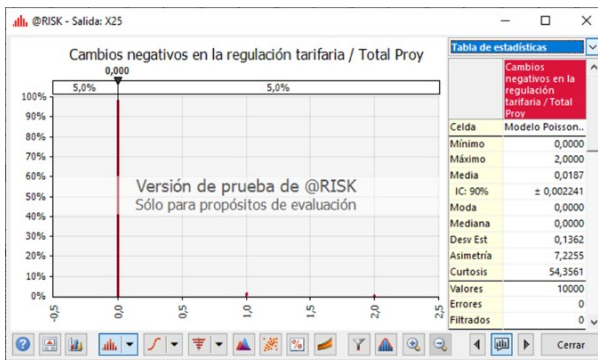 @RISK - Salida: X25
Cambios negativos en la regulación tarifaria / Total Proy
0,000
5,0%
5,0%
100%
90%
80%
70%
60%
50%
40%
30%
20%
10%
0%
Versión de prueba de @RISK
Sólo para propósitos de evaluación
-0,5
0,0
0,5
1,0
1,5
2,0
2,5
Tabla de estadísticas
Cambios
negativos en la
regulación
tarifaria / Total
Proy
Celda Modelo Poisson..
Mínimo 0,0000
Máximo 2,0000
Media 0,0187
IC: 90% ± 0,002241
Moda 0,0000
Mediana 0,0000
Desv Est 0,1362
Asimetría 7,2255
Curtosis 54,3561
Valores 10000
Errores 0
Filtrados 0
Cerrar